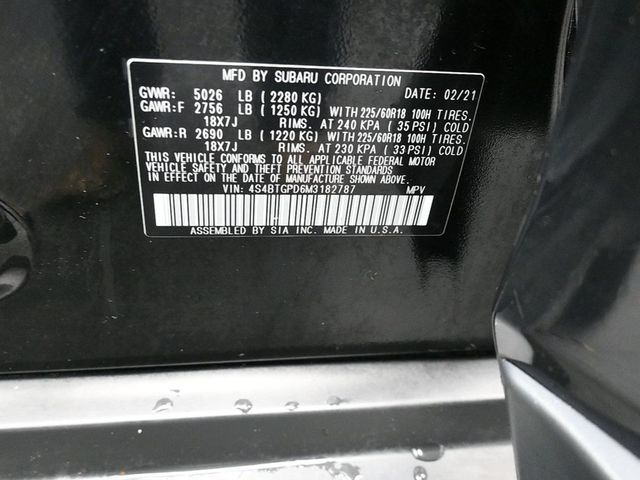 MFD BY SUBARU CORPORATION
GVWR: 5026 LB ( 2280 KG) DATE: 02/21
GAWR:F 2756 LB ( 1250 KG) WITH 225/60R18 100H TIRES.
18X7J RIMS. AT 240 KPA ( 35 PSI) COLD
GAWR:R 2690 LB ( 1220 KG) WITH 225/60R18 100H TIRES.
18X7J RIMS. AT 230 KPA ( 33 PSI) COLD
THIS VEHICLE CONFORMS TO ALL APPLICABLE FEDERAL MOTOR
VEHICLE SAFETY AND THEFT PREVENTION STANDARDS
IN EFFECT ON THE DATE OF MANUFACTURE SHOWN ABOVE.
VIN: 4S4BTGPD6M3182787 MPV
ASSEMBLED BY SIA INC. MADE IN U.S.A.